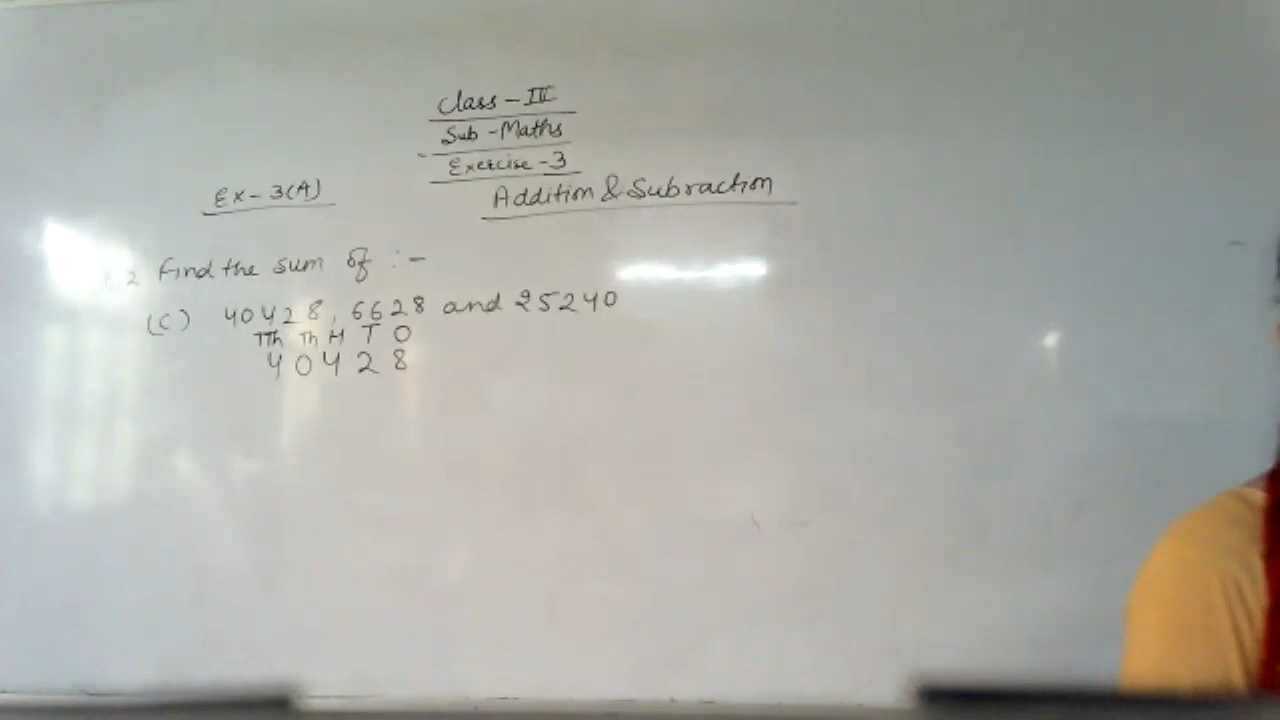 Class - III
Sub - Maths
Exercise - 3
Ex - 3(A)
Addition & Subraction
2 Find the sum of :-
(C) 40428, 6628 and 25240
TTh Th H T O
4 0 4 2 8